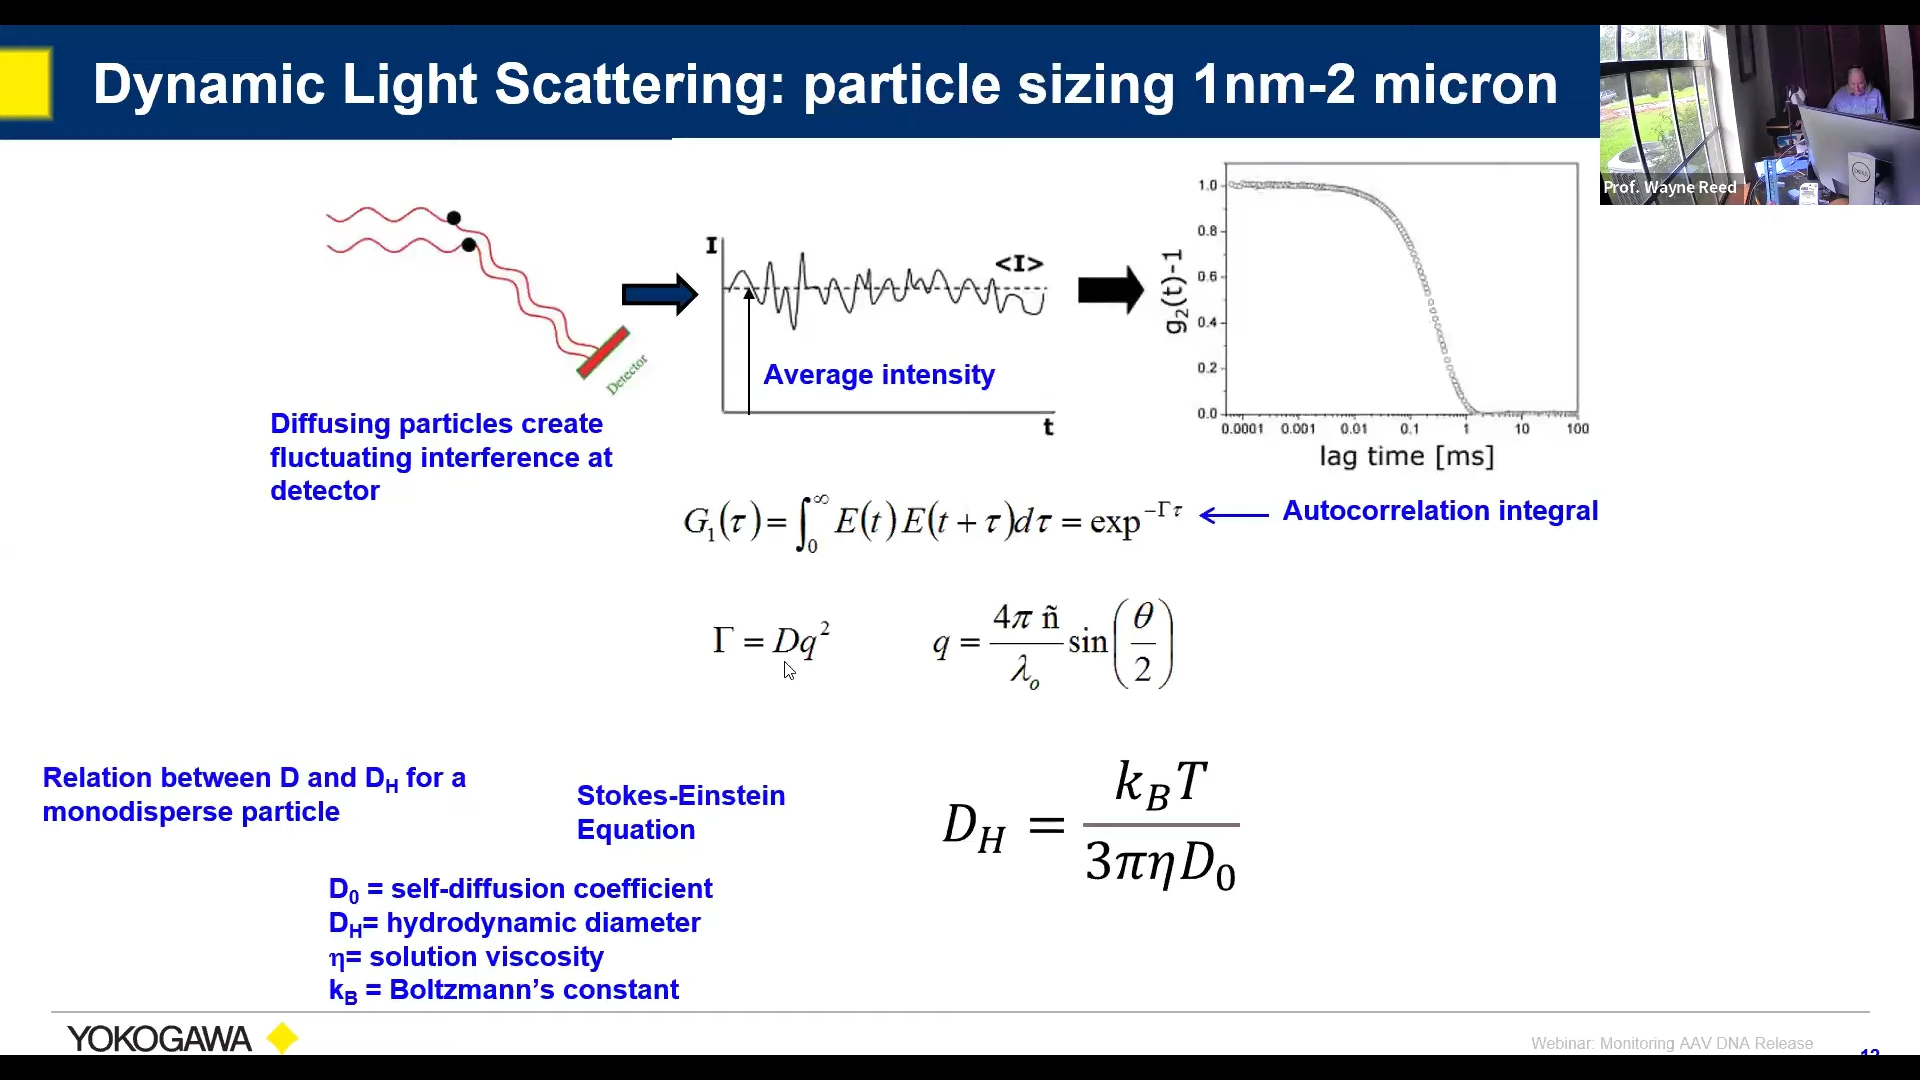 Dynamic Light Scattering: particle sizing 1nm-2 micron
Prof. Wayne Reed
Detector
Diffusing particles create
fluctuating interference at
detector
I
<I>
Average intensity
t
g₂(t)-1
1.0
0.8
0.6
0.4
0.2
0.0
0.0001 0.001 0.01 0.1 1 10 100
lag time [ms]
G₁(τ) = ∫₀^∞ E(t)E(t + τ)dτ = exp^(-Γτ)
Autocorrelation integral
Γ = Dq²
q = (4π ñ / λₒ) sin(θ/2)
Relation between D and D_H for a
monodisperse particle
Stokes-Einstein
Equation
D_H = k_B T / 3πηD₀
D₀ = self-diffusion coefficient
D_H= hydrodynamic diameter
η= solution viscosity
k_B = Boltzmann’s constant
YOKOGAWA
Webinar: Monitoring AAV DNA Release